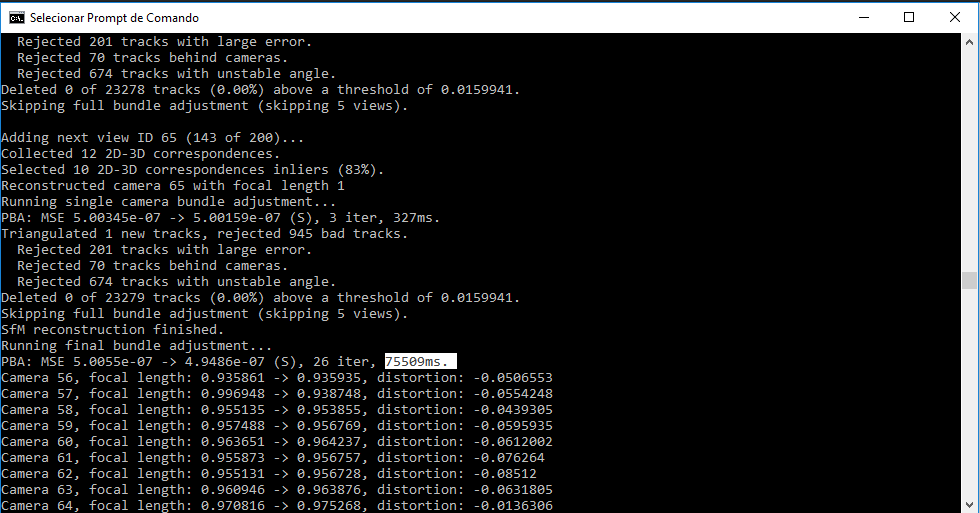 Selecionar Prompt de Comando
Rejected 201 tracks with large error.
Rejected 70 tracks behind cameras.
Rejected 674 tracks with unstable angle.
Deleted 0 of 23278 tracks (0.00%) above a threshold of 0.0159941.
Skipping full bundle adjustment (skipping 5 views).
Adding next view ID 65 (143 of 200)...
Collected 12 2D-3D correspondences.
Selected 10 2D-3D correspondences inliers (83%).
Reconstructed camera 65 with focal length 1
Running single camera bundle adjustment...
PBA: MSE 5.00345e-07 -> 5.00159e-07 (S), 3 iter, 327ms.
Triangulated 1 new tracks, rejected 945 bad tracks.
Rejected 201 tracks with large error.
Rejected 70 tracks behind cameras.
Rejected 674 tracks with unstable angle.
Deleted 0 of 23279 tracks (0.00%) above a threshold of 0.0159941.
Skipping full bundle adjustment (skipping 5 views).
SfM reconstruction finished.
Running final bundle adjustment...
PBA: MSE 5.0055e-07 -> 4.9486e-07 (S), 26 iter, 75509ms.
Camera 56, focal length: 0.935861 -> 0.935935, distortion: -0.0506553
Camera 57, focal length: 0.996948 -> 0.938748, distortion: -0.0554248
Camera 58, focal length: 0.955135 -> 0.953855, distortion: -0.0439305
Camera 59, focal length: 0.957488 -> 0.956769, distortion: -0.0595935
Camera 60, focal length: 0.963651 -> 0.964237, distortion: -0.0612002
Camera 61, focal length: 0.955873 -> 0.956757, distortion: -0.076264
Camera 62, focal length: 0.955131 -> 0.956728, distortion: -0.08512
Camera 63, focal length: 0.960946 -> 0.963876, distortion: -0.0631805
Camera 64, focal length: 0.970816 -> 0.975268, distortion: -0.0136306